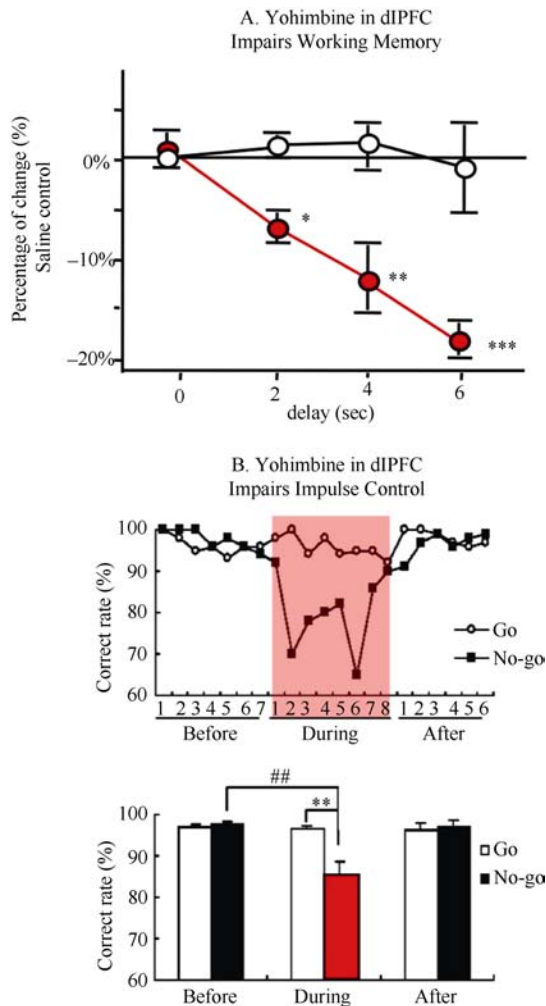 A. Yohimbine in dlPFC
Impairs Working Memory
Percentage of change (%)
Saline control
0%
*
−10%
**
***
−20%
0 2 4 6
delay (sec)
B. Yohimbine in dlPFC
Impairs Impulse Control
Correct rate (%)
100
90
80
70
60
Go
No-go
1 2 3 4 5 6 7 1 2 3 4 5 6 7 8 1 2 3 4 5 6
Before During After
##
**
Correct rate (%)
100
90
80
70
60
Go
No-go
Before During After